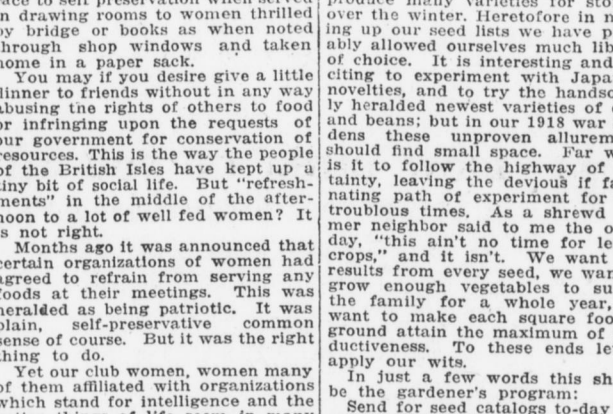 in drawing rooms to women thrilled
by bridge or books as when noted
through shop windows and taken
home in a paper sack.
You may if you desire give a little
dinner to friends without in any way
abusing the rights of others to food
or infringing upon the requests of
our government for conservation of
resources. This is the way the people
of the British Isles have kept up a
tiny bit of social life. But "refresh-
ments" in the middle of the after-
noon to a lot of well fed women? It
is not right.
Months ago it was announced that
certain organizations of women had
agreed to refrain from serving any
foods at their meetings. This was
heralded as being patriotic. It was
plain, self-preservative common
sense of course. But it was the right
thing to do.
Yet our club women, women many
of them affiliated with organizations
which stand for intelligence and the
produce many varieties for
over the winter. Heretofore in
ing up our seed lists we have p
ably allowed ourselves much lib
of choice. It is interesting and
citing to experiment with Japa
novelties, and to try the handso
ly heralded newest varieties of
and beans; but in our 1918 war
dens these unproven allurem
should find small space. Far w
is it to follow the highway of
tainty, leaving the devious if fa
nating path of experiment for
troublous times. As a shrewd
mer neighbor said to me the o
day, "this ain't no time for le
crops," and it isn't. We want
results from every seed, we wan
grow enough vegetables to su
the family for a whole year,
want to make each square foo
ground attain the maximum of
ductiveness. To these ends le
apply our wits.
In just a few words this sh
be the gardener's program:
Send for seed catalogs to-day